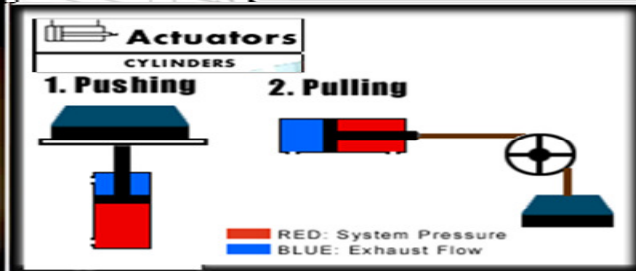 Actuators
CYLINDERS
1. Pushing
2. Pulling
RED: System Pressure
BLUE: Exhaust Flow